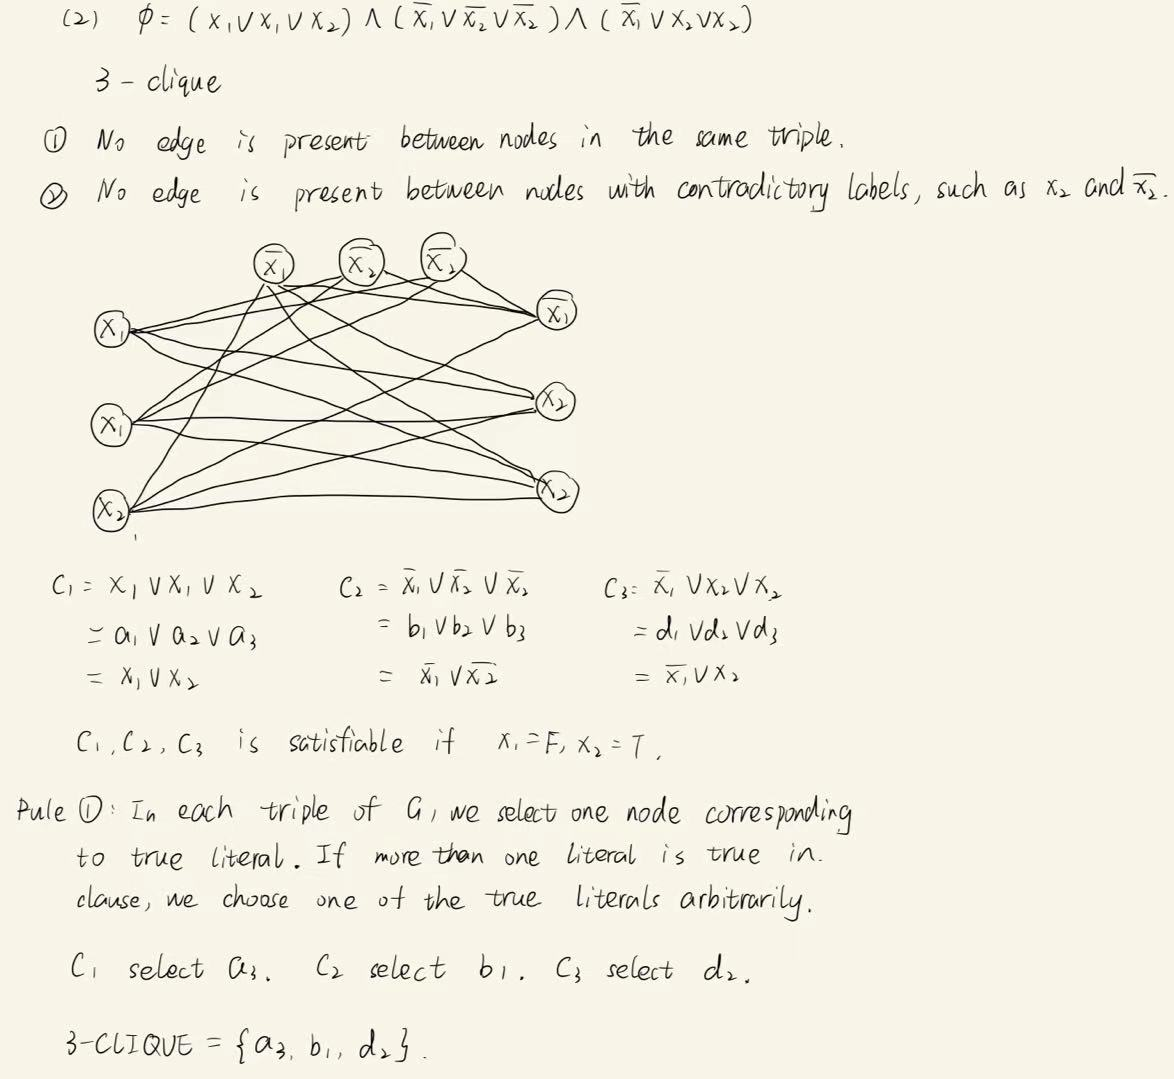 (2) ϕ = (x₁ ∨ x₁ ∨ x₂) ∧ (x̅₁ ∨ x̅₂ ∨ x̅₂) ∧ (x̅₁ ∨ x₂ ∨ x₂)
3 - clique
① No edge is present between nodes in the same triple.
② No edge is present between nodes with contradictory labels, such as x₂ and x̅₂.
x̅₁ x̅₂ x̅₂
x̅₁
x₁
x₂
x₁
x₂
x₂
C₁ = x₁ ∨ x₁ ∨ x₂ C₂ = x̅₁ ∨ x̅₂ ∨ x̅₂ C₃ = x̅₁ ∨ x₂ ∨ x₂
= a₁ ∨ a₂ ∨ a₃ = b₁ ∨ b₂ ∨ b₃ = d₁ ∨ d₂ ∨ d₃
= x₁ ∨ x₂ = x̅₁ ∨ x̅₂ = x̅₁ ∨ x₂
C₁, C₂, C₃ is satisfiable if x₁ = F, x₂ = T.
Rule ①: In each triple of G, we select one node corresponding
to true literal. If more than one literal is true in.
clause, we choose one of the true literals arbitrarily.
C₁ select a₃. C₂ select b₁. C₃ select d₂.
3-CLIQUE = {a₃, b₁, d₂}.